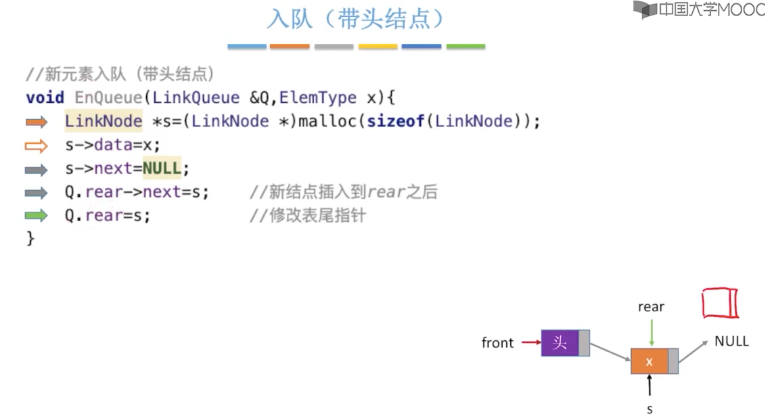 入队（带头结点）
中国大学MOOC
//新元素入队（带头结点）
void EnQueue(LinkQueue &Q,ElemType x){
LinkNode *s=(LinkNode *)malloc(sizeof(LinkNode));
s->data=x;
s->next=NULL;
Q.rear->next=s; //新结点插入到rear之后
Q.rear=s; //修改表尾指针
}
rear
front 头 NULL
x
s